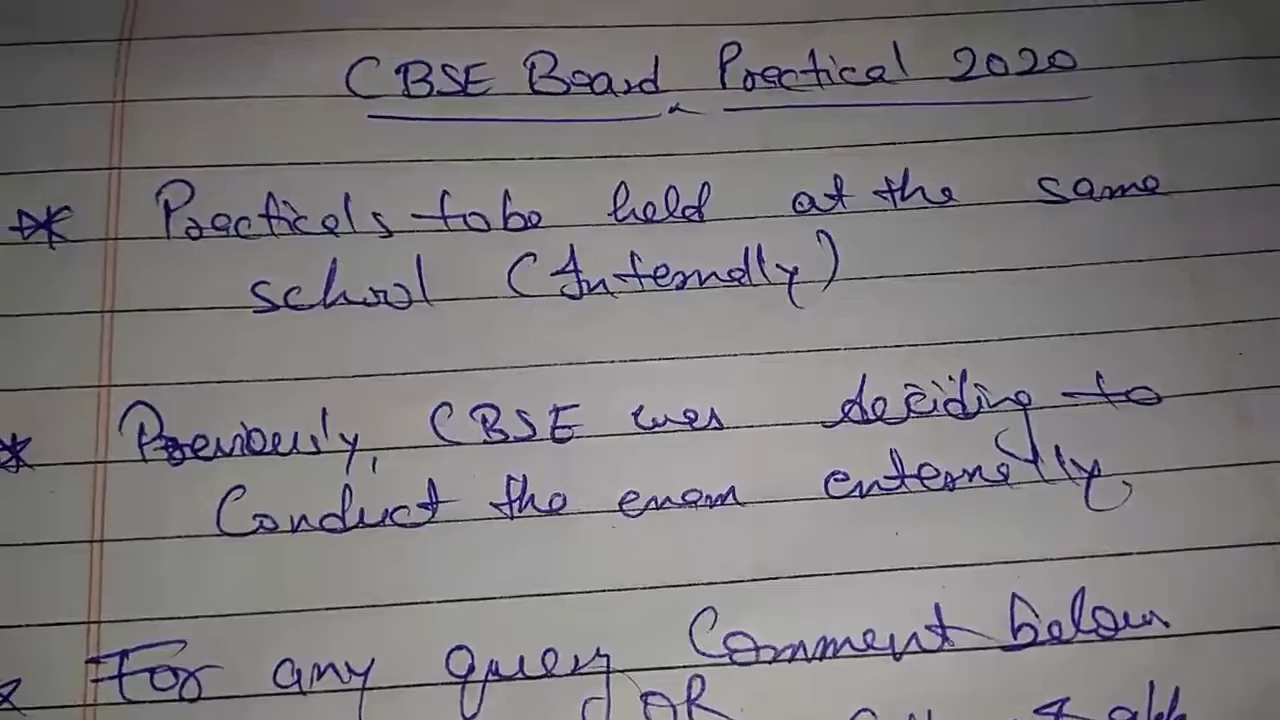 CBSE Board Practical 2020
* Practicals to be held at the same
school (Internally)
* Previously, CBSE was deciding to
Conduct the exam externally,
* For any query Comment below
OR